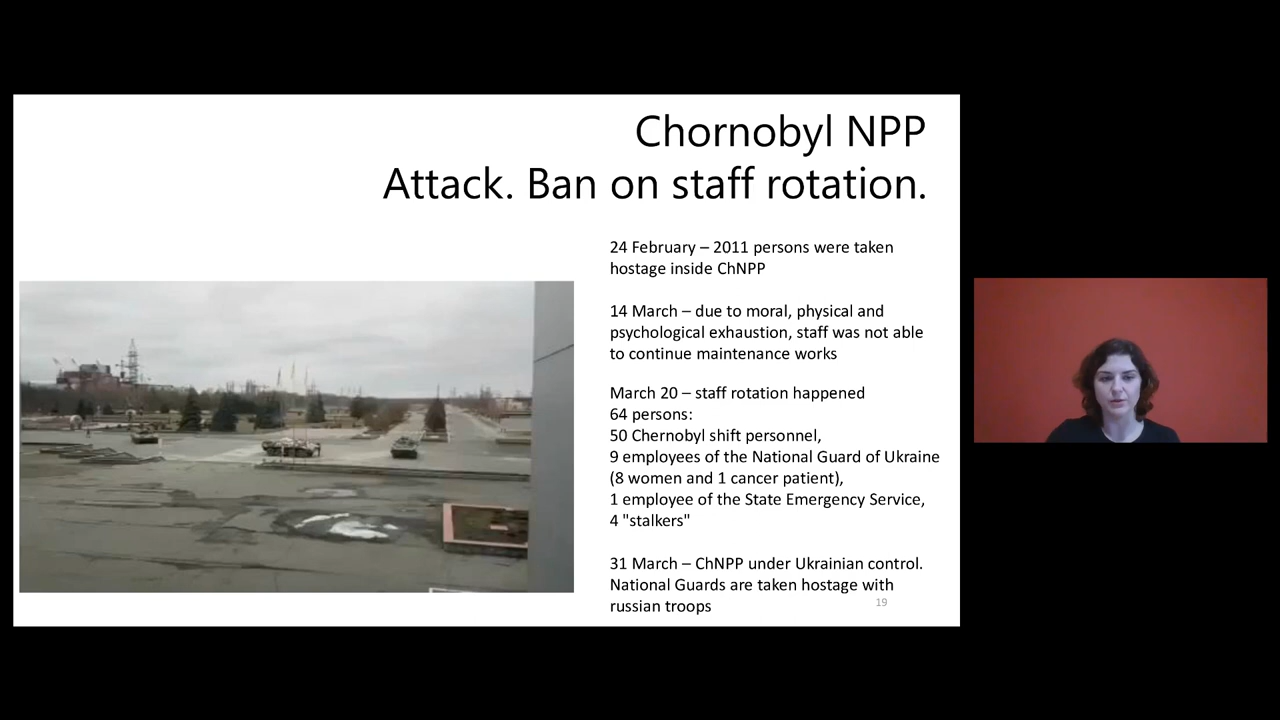 Chornobyl NPP
Attack. Ban on staff rotation.
24 February – 2011 persons were taken
hostage inside ChNPP
14 March – due to moral, physical and
psychological exhaustion, staff was not able
to continue maintenance works
March 20 – staff rotation happened
64 persons:
50 Chernobyl shift personnel,
9 employees of the National Guard of Ukraine
(8 women and 1 cancer patient),
1 employee of the State Emergency Service,
4 "stalkers"
31 March – ChNPP under Ukrainian control.
National Guards are taken hostage with
russian troops
19